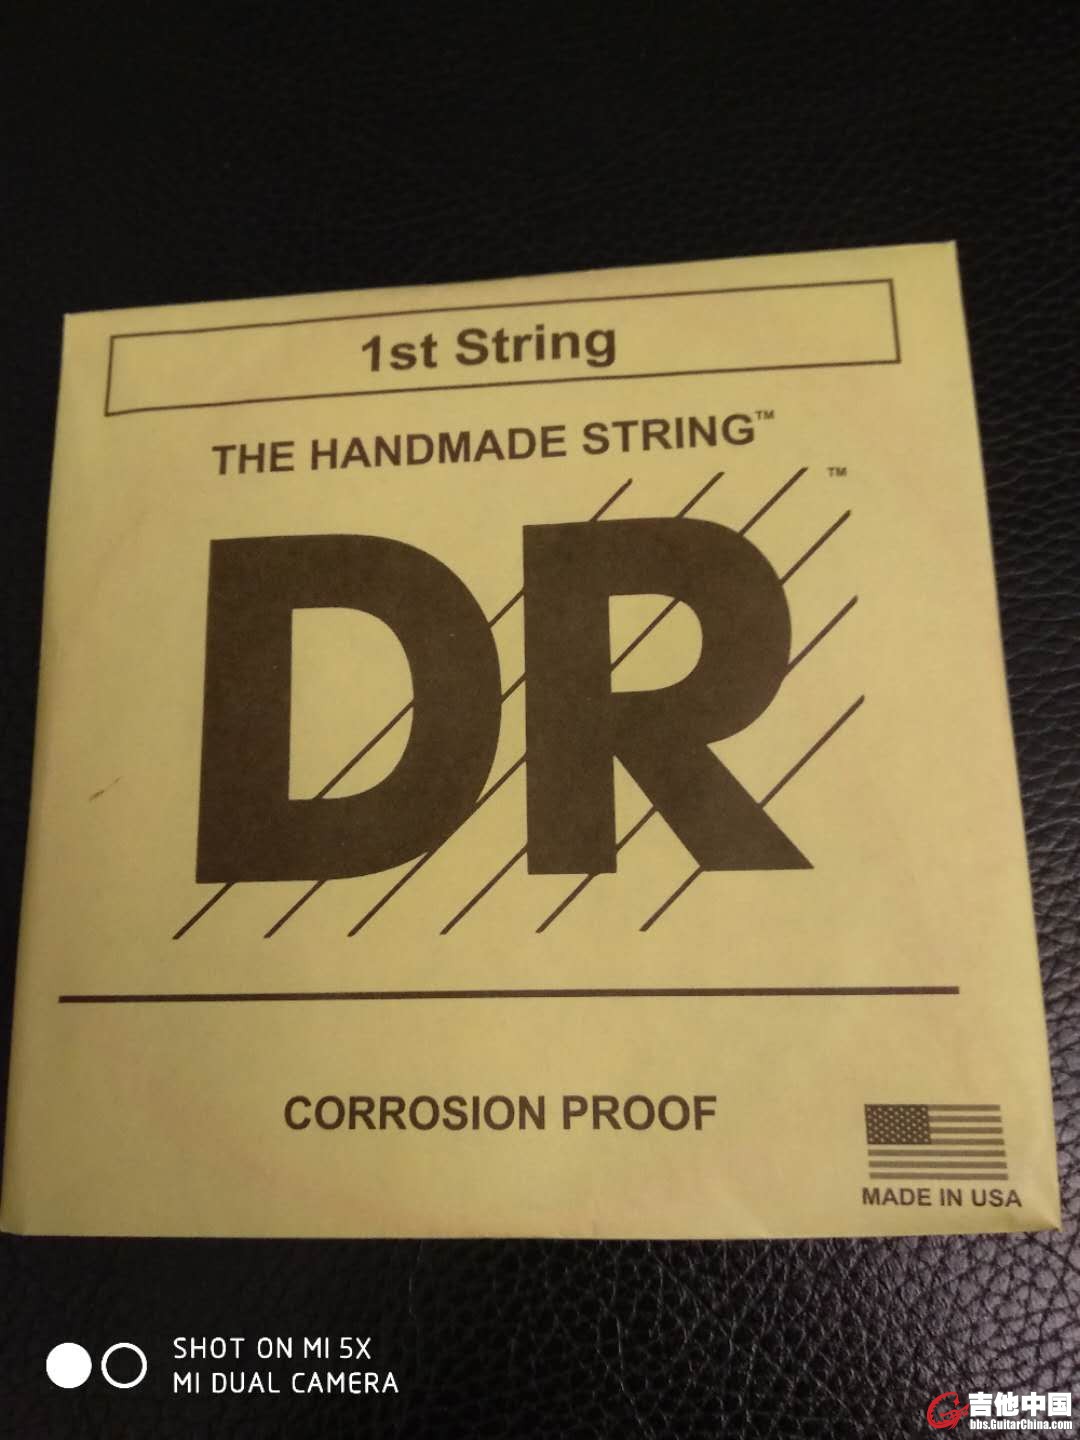 1st String
THE HANDMADE STRING™
DR™
CORROSION PROOF
MADE IN USA
SHOT ON MI 5X
MI DUAL CAMERA
吉他中国
bbs.GuitarChina.com